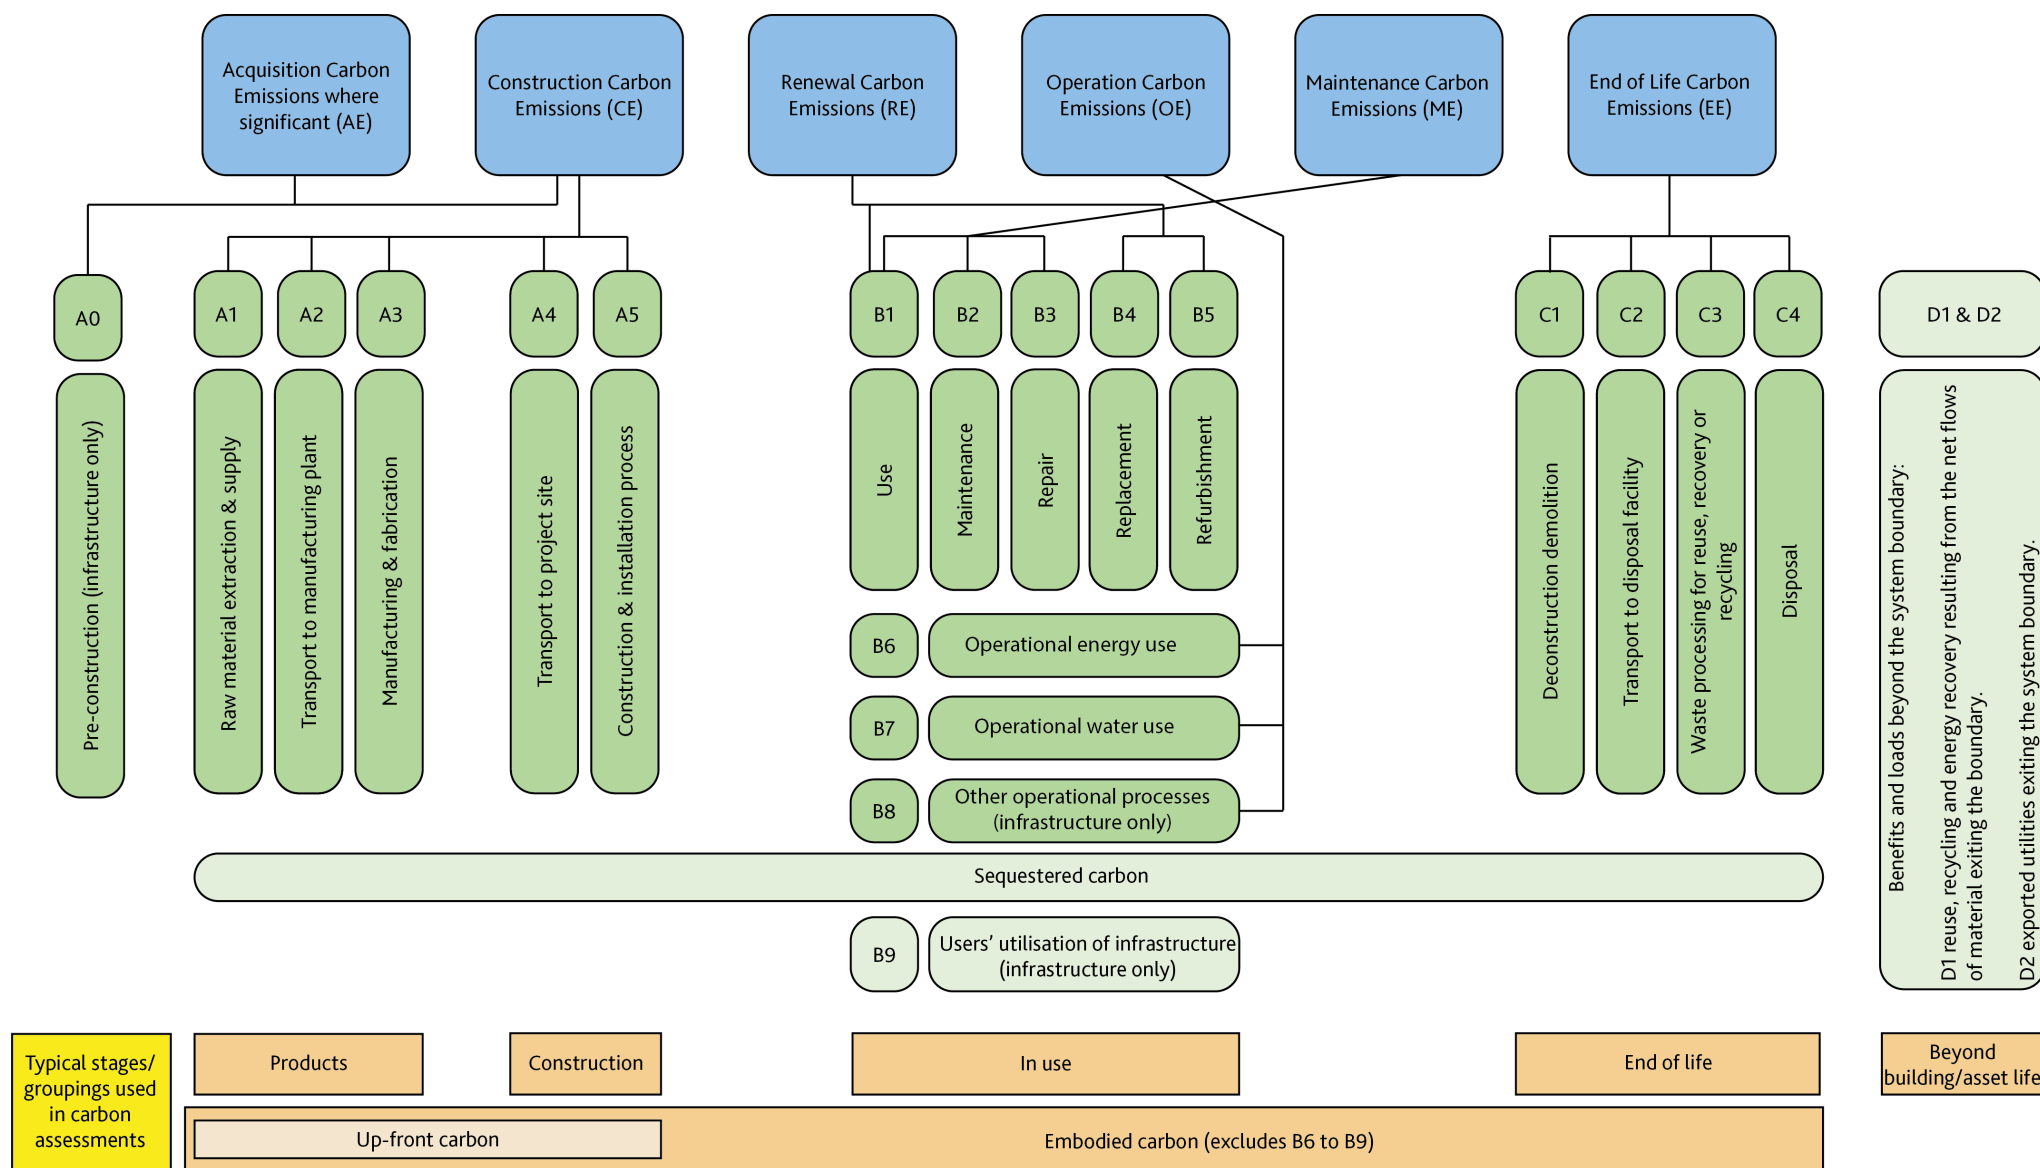 Acquisition Carbon
Emissions where
significant (AE)
Construction Carbon
Emissions (CE)
Renewal Carbon
Emissions (RE)
Operation Carbon
Emissions (OE)
Maintenance Carbon
Emissions (ME)
End of Life Carbon
Emissions (EE)
A0
A1
A2
A3
A4
A5
B1
B2
B3
B4
B5
C1
C2
C3
C4
D1 & D2
Pre-construction (infrastructure only)
Raw material extraction & supply
Transport to manufacturing plant
Manufacturing & fabrication
Transport to project site
Construction & installation process
Use
Maintenance
Repair
Replacement
Refurbishment
Deconstruction demolition
Transport to disposal facility
Waste processing for reuse, recovery or
recycling
Disposal
Benefits and loads beyond the system boundary:
D1 reuse, recycling and energy recovery resulting from the net flows
of material exiting the boundary.
D2 exported utilities exiting the system boundary.
B6
Operational energy use
B7
Operational water use
B8
Other operational processes
(infrastructure only)
Sequestered carbon
B9
Users’ utilisation of infrastructure
(infrastructure only)
Typical stages/
groupings used
in carbon
assessments
Products
Construction
In use
End of life
Beyond
building/asset life
Up-front carbon
Embodied carbon (excludes B6 to B9)